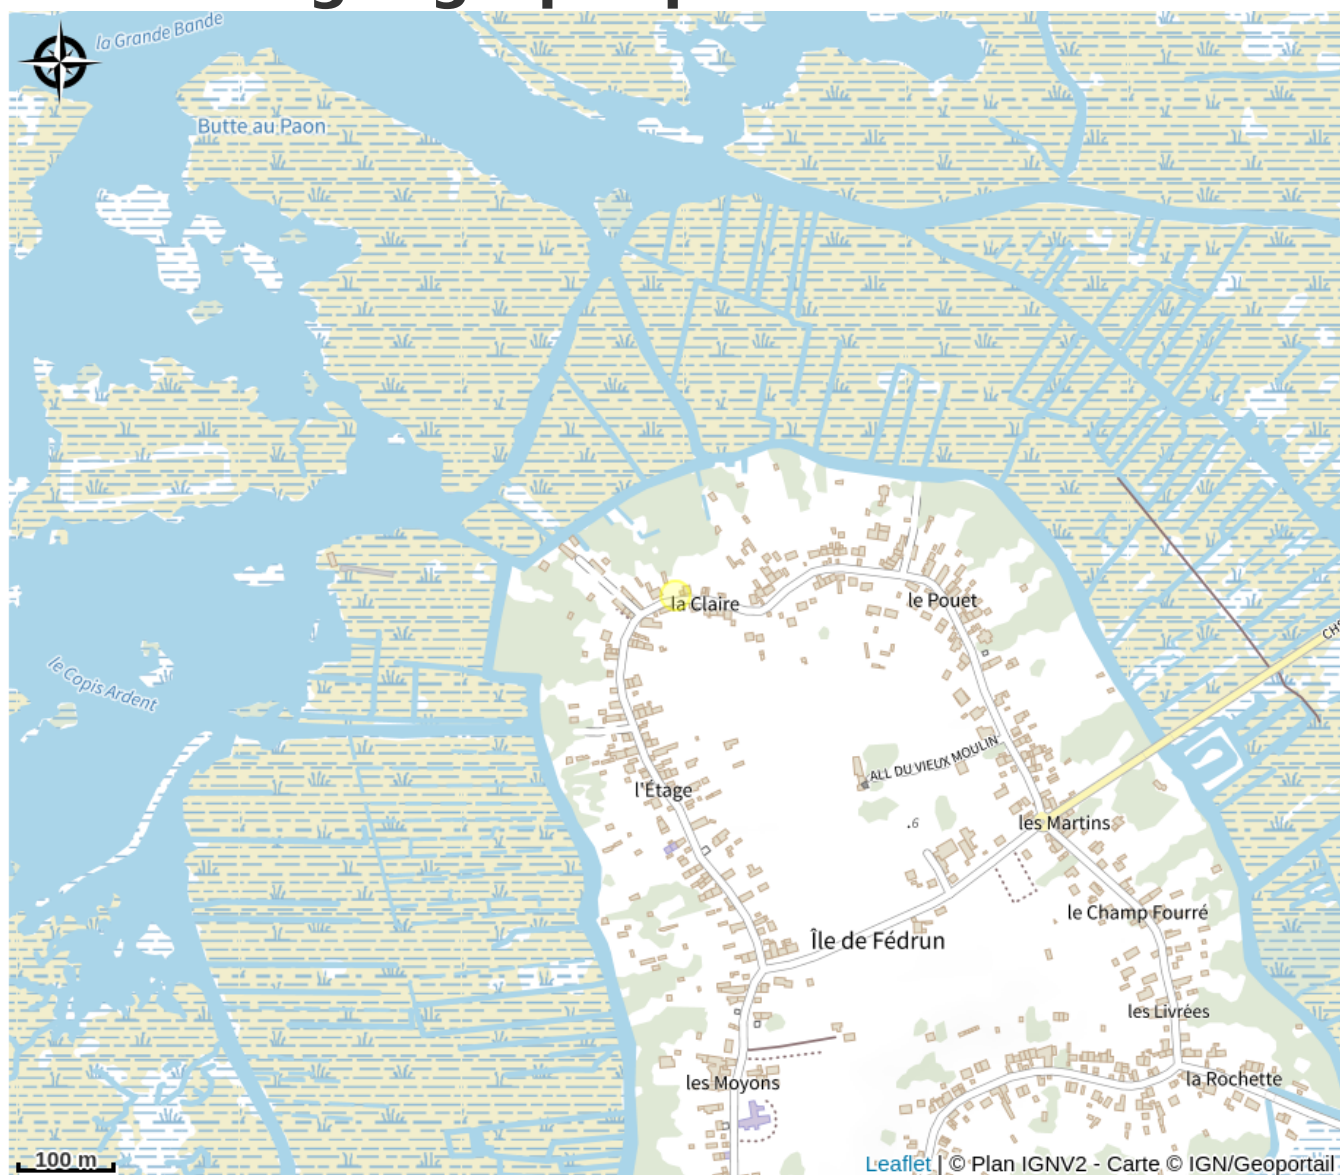 la Grande Bande
Butte au Paon
la Claire
le Pouet
le Copis Ardent
ALL DU VIEUX MOULIN
l'Étage
.6
les Martins
le Champ Fourré
Île de Fédrun
les Livrées
les Moyons
la Rochette
100 m
Leaflet | © Plan IGNV2 - Carte © IGN/Geoportail